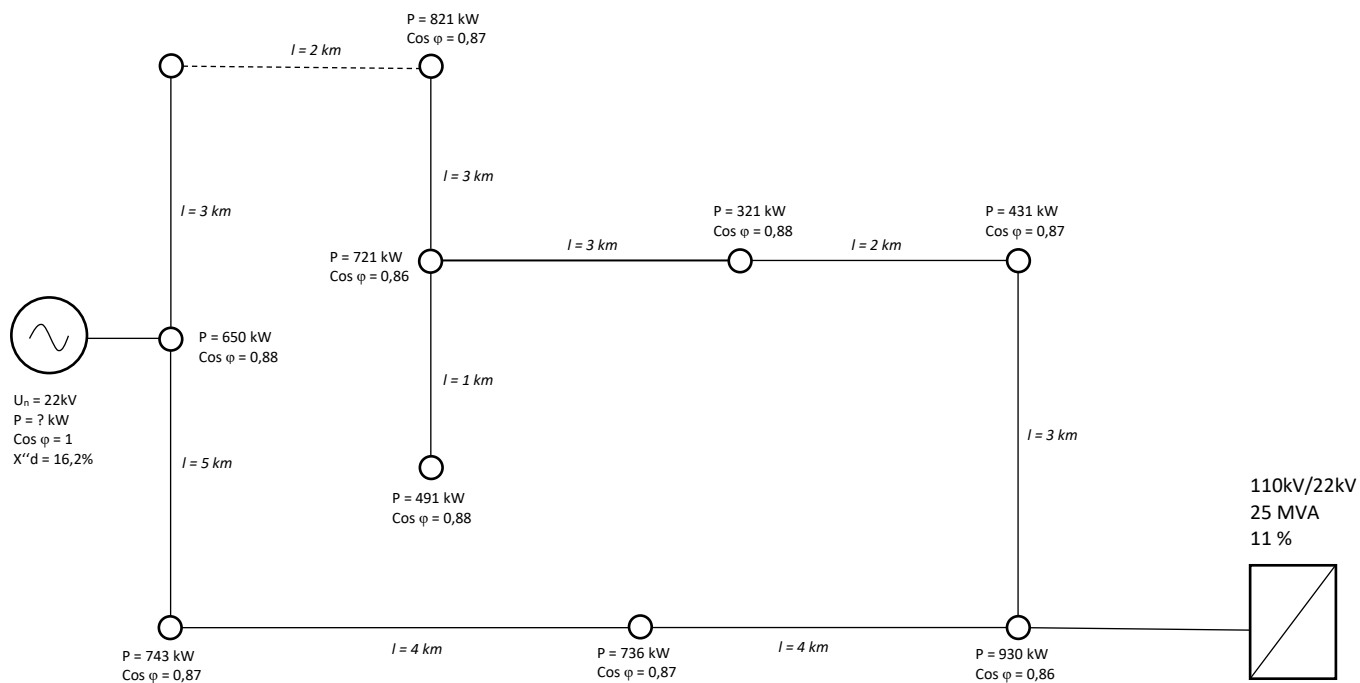 P = 821 kW
Cos φ = 0,87
l = 2 km
l = 3 km
l = 3 km
P = 321 kW
Cos φ = 0,88
P = 431 kW
Cos φ = 0,87
l = 3 km
l = 2 km
P = 721 kW
Cos φ = 0,86
P = 650 kW
Cos φ = 0,88
l = 1 km
Uₙ = 22kV
P = ? kW
Cos φ = 1
X‘‘d = 16,2%
l = 5 km
l = 3 km
P = 491 kW
Cos φ = 0,88
110kV/22kV
25 MVA
11 %
l = 4 km
l = 4 km
P = 743 kW
Cos φ = 0,87
P = 736 kW
Cos φ = 0,87
P = 930 kW
Cos φ = 0,86